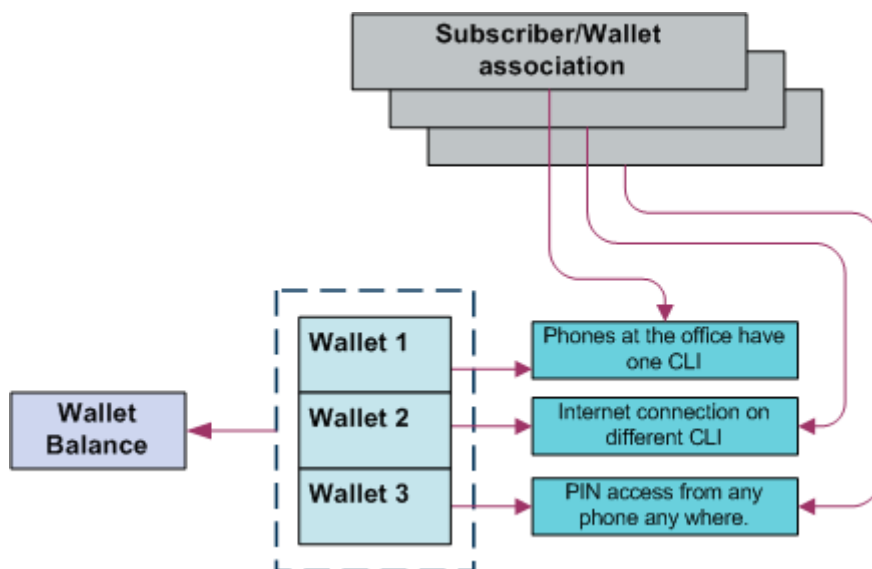 Subscriber/Wallet
association
Wallet 1
Phones at the office have
one CLI
Wallet
Balance
Wallet 2
Internet connection on
different CLI
Wallet 3
PIN access from any
phone any where.